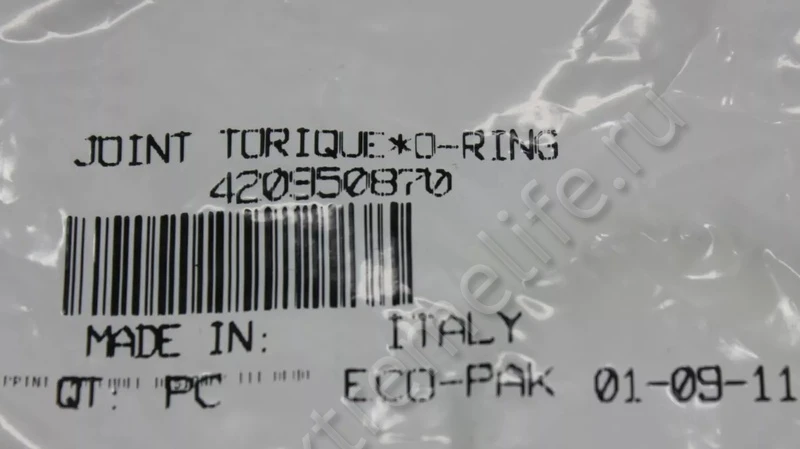 JOINT TORIQUE*O-RING
420950870
MADE IN: ITALY
QT: PC ECO-PAK 01-09-11